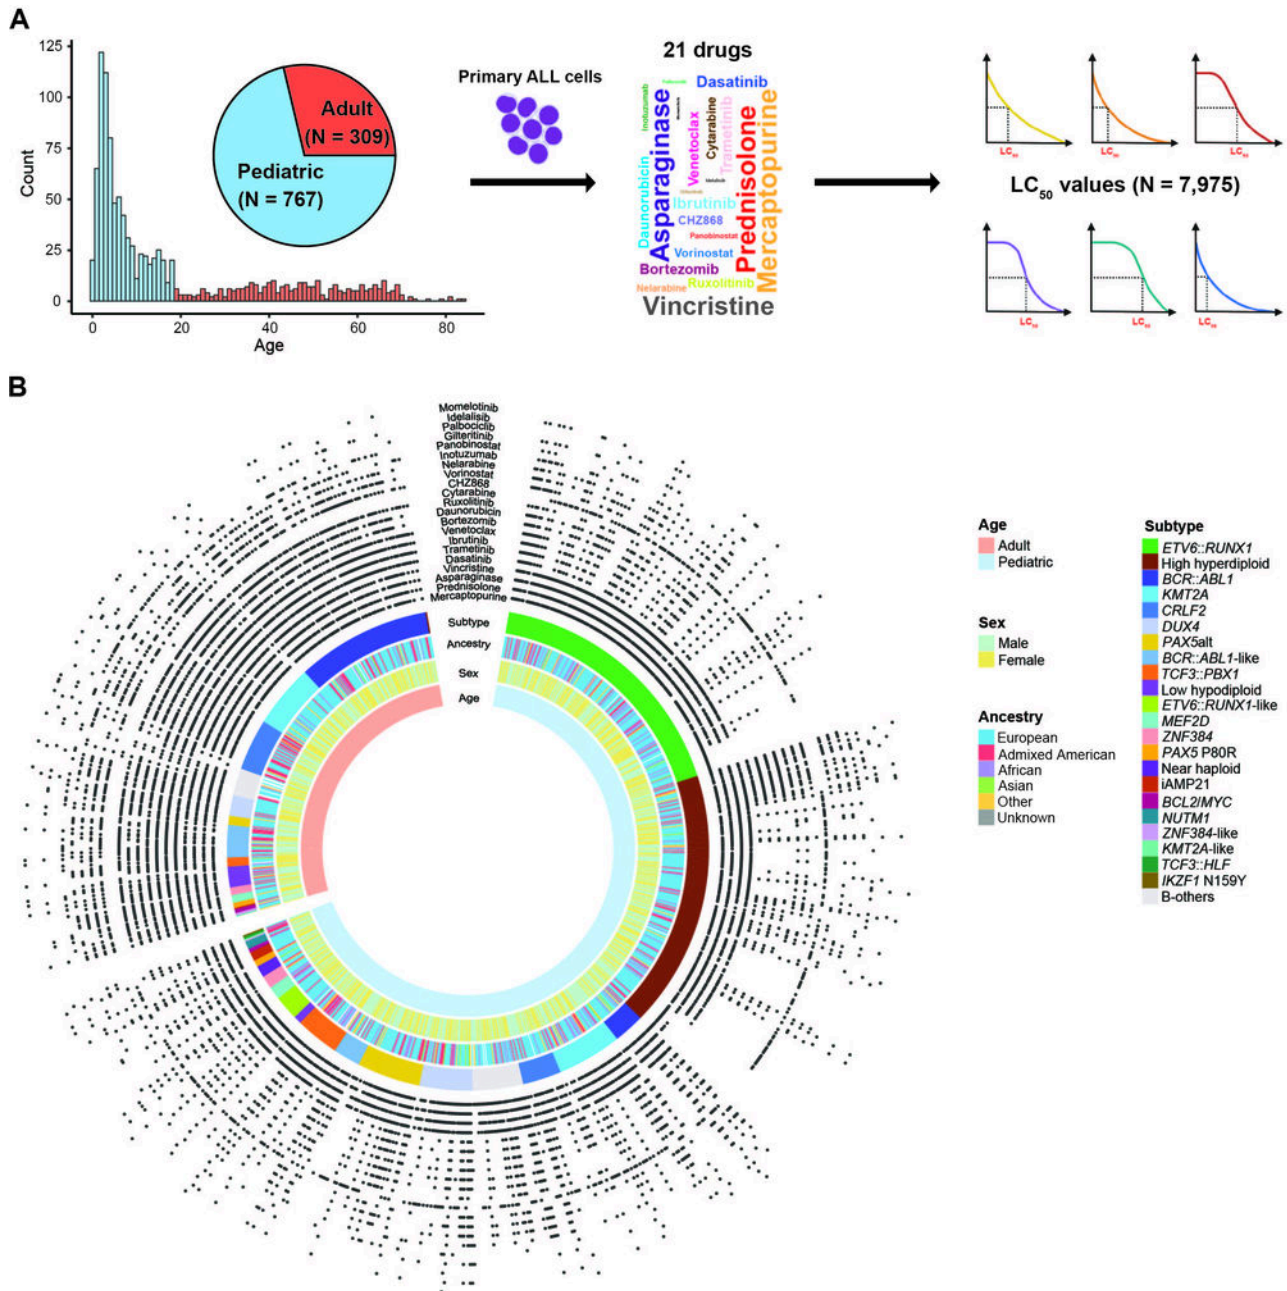 A
125
100
75
50
25
0
Count
0
20
40
60
80
Age
Adult
(N = 309)
Pediatric
(N = 767)
Primary ALL cells
21 drugs
Dasatinib
Inotuzumab
Asparaginase
Venetoclax
Cytarabine
Trametinib
Prednisolone
Mercaptopurine
Daunorubicin
Ibrutinib
CHZ868
Panobinostat
Vorinostat
Bortezomib
Ruxolitinib
Nelarabine
Vincristine
LC50
LC50
LC50
LC50 values (N = 7,975)
LC50
LC50
LC50
B
Momelotinib
Idelalisib
Palbociclib
Gilteritinib
Panobinostat
Inotuzumab
Nelarabine
Vorinostat
CHZ868
Cytarabine
Ruxolitinib
Daunorubicin
Bortezomib
Venetoclax
Ibrutinib
Trametinib
Dasatinib
Vincristine
Asparaginase
Prednisolone
Mercaptopurine
Subtype
Ancestry
Sex
Age
Age
Adult
Pediatric
Sex
Male
Female
Ancestry
European
Admixed American
African
Asian
Other
Unknown
Subtype
ETV6::RUNX1
High hyperdiploid
BCR::ABL1
KMT2A
CRLF2
DUX4
PAX5alt
BCR::ABL1-like
TCF3::PBX1
Low hypodiploid
ETV6::RUNX1-like
MEF2D
ZNF384
PAX5 P80R
Near haploid
iAMP21
BCL2/MYC
NUTM1
ZNF384-like
KMT2A-like
TCF3::HLF
IKZF1 N159Y
B-others